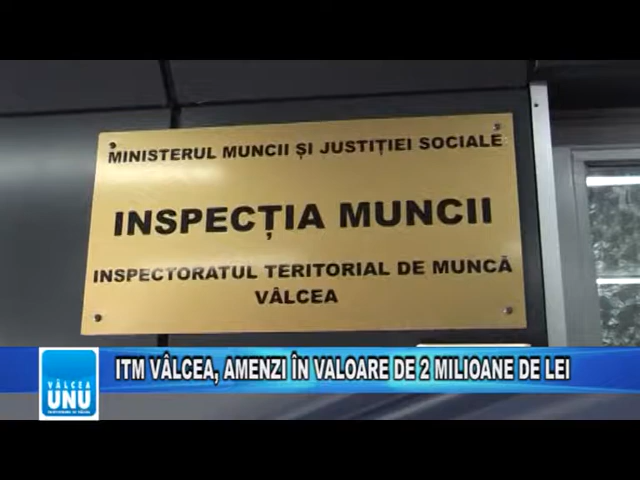 MINISTERUL MUNCII ȘI JUSTIȚIEI SOCIALE
INSPECȚIA MUNCII
INSPECTORATUL TERITORIAL DE MUNCĂ
VÂLCEA
ITM VÂLCEA, AMENZI ÎN VALOARE DE 2 MILIOANE DE LEI
VÂLCEA
UNU